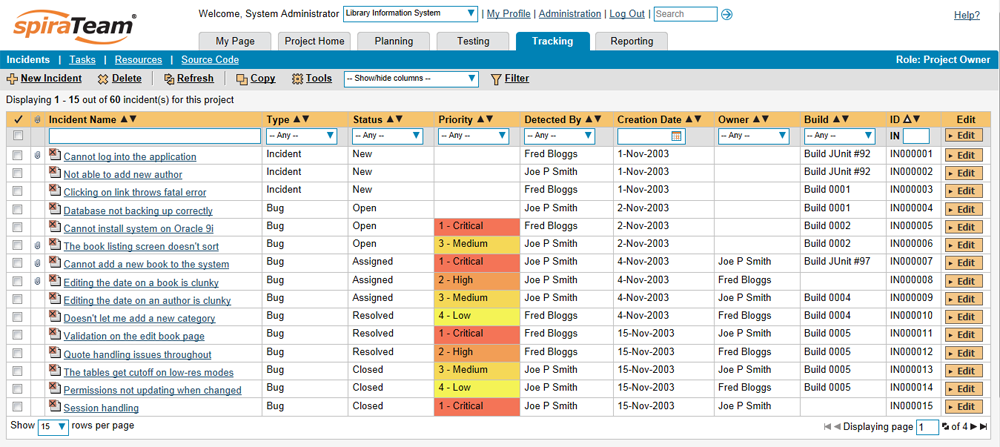 spiraTeam®
Welcome, System Administrator Library Information System | My Profile | Administration | Log Out | Search
Help?
My Page Project Home Planning Testing Tracking Reporting
Incidents | Tasks | Resources | Source Code Role: Project Owner
New Incident Delete Refresh Copy Tools -- Show/hide columns -- Filter
Displaying 1 - 15 out of 60 incident(s) for this project
Incident Name Type Status Priority Detected By Creation Date Owner Build ID Edit
-- Any -- -- Any -- -- Any -- -- Any -- -- Any -- -- Any -- IN Edit
Cannot log into the application Incident New Fred Bloggs 1-Nov-2003 Build JUnit #92 IN000001 Edit
Not able to add new author Incident New Joe P Smith 1-Nov-2003 Build JUnit #92 IN000002 Edit
Clicking on link throws fatal error Incident New Fred Bloggs 1-Nov-2003 Build 0001 IN000003 Edit
Database not backing up correctly Bug Open Joe P Smith 2-Nov-2003 Build 0001 IN000004 Edit
Cannot install system on Oracle 9i Bug Open 1 - Critical Fred Bloggs 2-Nov-2003 Build 0002 IN000005 Edit
The book listing screen doesn't sort Bug Open 3 - Medium Joe P Smith 2-Nov-2003 Build 0002 IN000006 Edit
Cannot add a new book to the system Bug Assigned 1 - Critical Joe P Smith 4-Nov-2003 Joe P Smith Build JUnit #97 IN000007 Edit
Editing the date on a book is clunky Bug Assigned 2 - High Joe P Smith 4-Nov-2003 Fred Bloggs IN000008 Edit
Editing the date on an author is clunky Bug Assigned 3 - Medium Fred Bloggs 4-Nov-2003 Joe P Smith Build 0004 IN000009 Edit
Doesn't let me add a new category Bug Resolved 4 - Low Fred Bloggs 4-Nov-2003 Fred Bloggs Build 0004 IN000010 Edit
Validation on the edit book page Bug Resolved 1 - Critical Fred Bloggs 15-Nov-2003 Joe P Smith Build 0005 IN000011 Edit
Quote handling issues throughout Bug Resolved 2 - High Fred Bloggs 15-Nov-2003 Fred Bloggs Build 0005 IN000012 Edit
The tables get cutoff on low-res modes Bug Closed 3 - Medium Joe P Smith 15-Nov-2003 Joe P Smith Build 0005 IN000013 Edit
Permissions not updating when changed Bug Closed 4 - Low Joe P Smith 15-Nov-2003 Fred Bloggs Build 0005 IN000014 Edit
Session handling Bug Closed 1 - Critical Joe P Smith 15-Nov-2003 Joe P Smith IN000015 Edit
Show 15 rows per page Displaying page 1 of 4